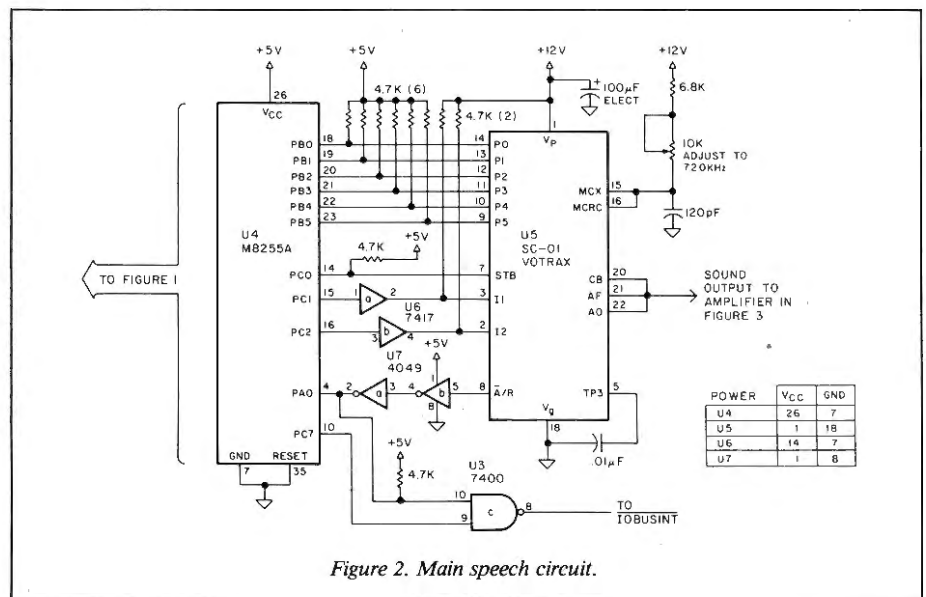 +5V
+5V
+12V
+12V
26
VCC
4.7K (6)
4.7K (2)
+
100µF
ELECT
6.8K
1
VP
10K
ADJUST TO
720KHz
PB0 18
14 P0
PB1 19
13 P1
PB2 20
12 P2
PB3 21
11 P3
PB4 22
10 P4
PB5 23
9 P5
MCX 15
MCRC 16
120pF
U4
M8255A
U5
SC-01
VOTRAX
TO FIGURE 1
4.7K
+5V
PC0 14
7 STB
PC1 15
1 a 2
U6
7417
3 I1
PC2 16
3 b 4
2 I2
CB 20
AF 21
AO 22
SOUND
OUTPUT TO
AMPLIFIER IN
FIGURE 3
U7
4049
+5V
1
PA0 4
2 a 3
4 b 5
8
8 A̅/R
TP3 5
Vg
18
.01µF
PC7 10
+5V
4.7K
GND
7
RESET
35
U3
7400
10
9
c
8
TO
IOBUSINT
POWER VCC GND
U4 26 7
U5 1 18
U6 14 7
U7 1 8
Figure 2. Main speech circuit.